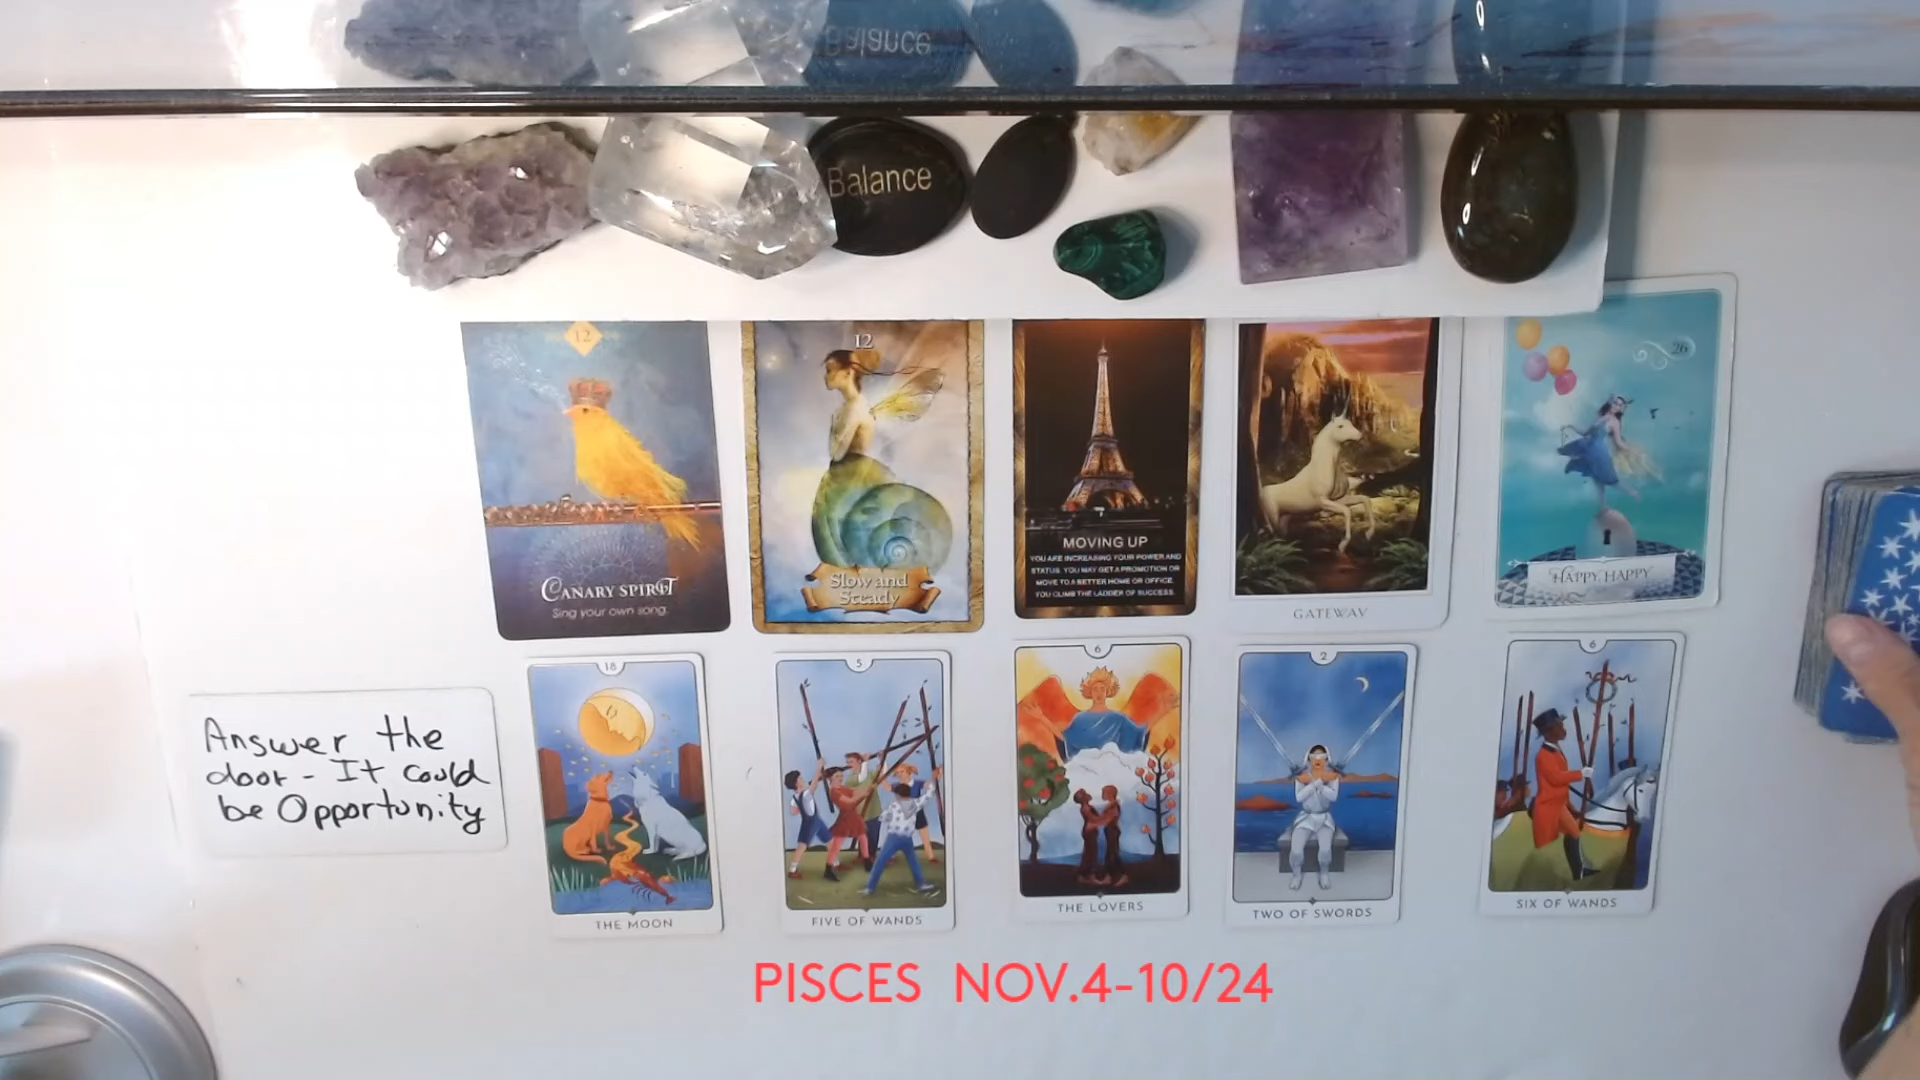 Balance
Balance
12
CANARY SPIRIT
Sing your own song.
12
Slow and
Steady
MOVING UP
YOU ARE INCREASING YOUR POWER AND
STATUS. YOU MAY GET A PROMOTION OR
MOVE TO A BETTER HOME OR OFFICE.
YOU CLIMB THE LADDER OF SUCCESS.
GATEWAY
26
HAPPY, HAPPY
Answer the
door - It could
be Opportunity
18
THE MOON
5
FIVE OF WANDS
6
THE LOVERS
2
TWO OF SWORDS
6
SIX OF WANDS
PISCES NOV.4-10/24